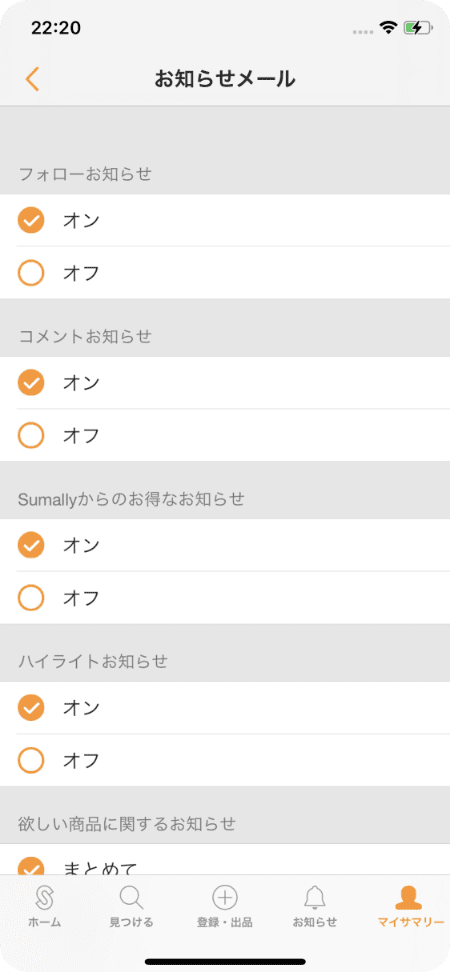 22:20
お知らせメール
フォローお知らせ
オン
オフ
コメントお知らせ
オン
オフ
Sumallyからのお得なお知らせ
オン
オフ
ハイライトお知らせ
オン
オフ
欲しい商品に関するお知らせ
まとめて
ホーム
見つける
登録・出品
お知らせ
マイサマリー